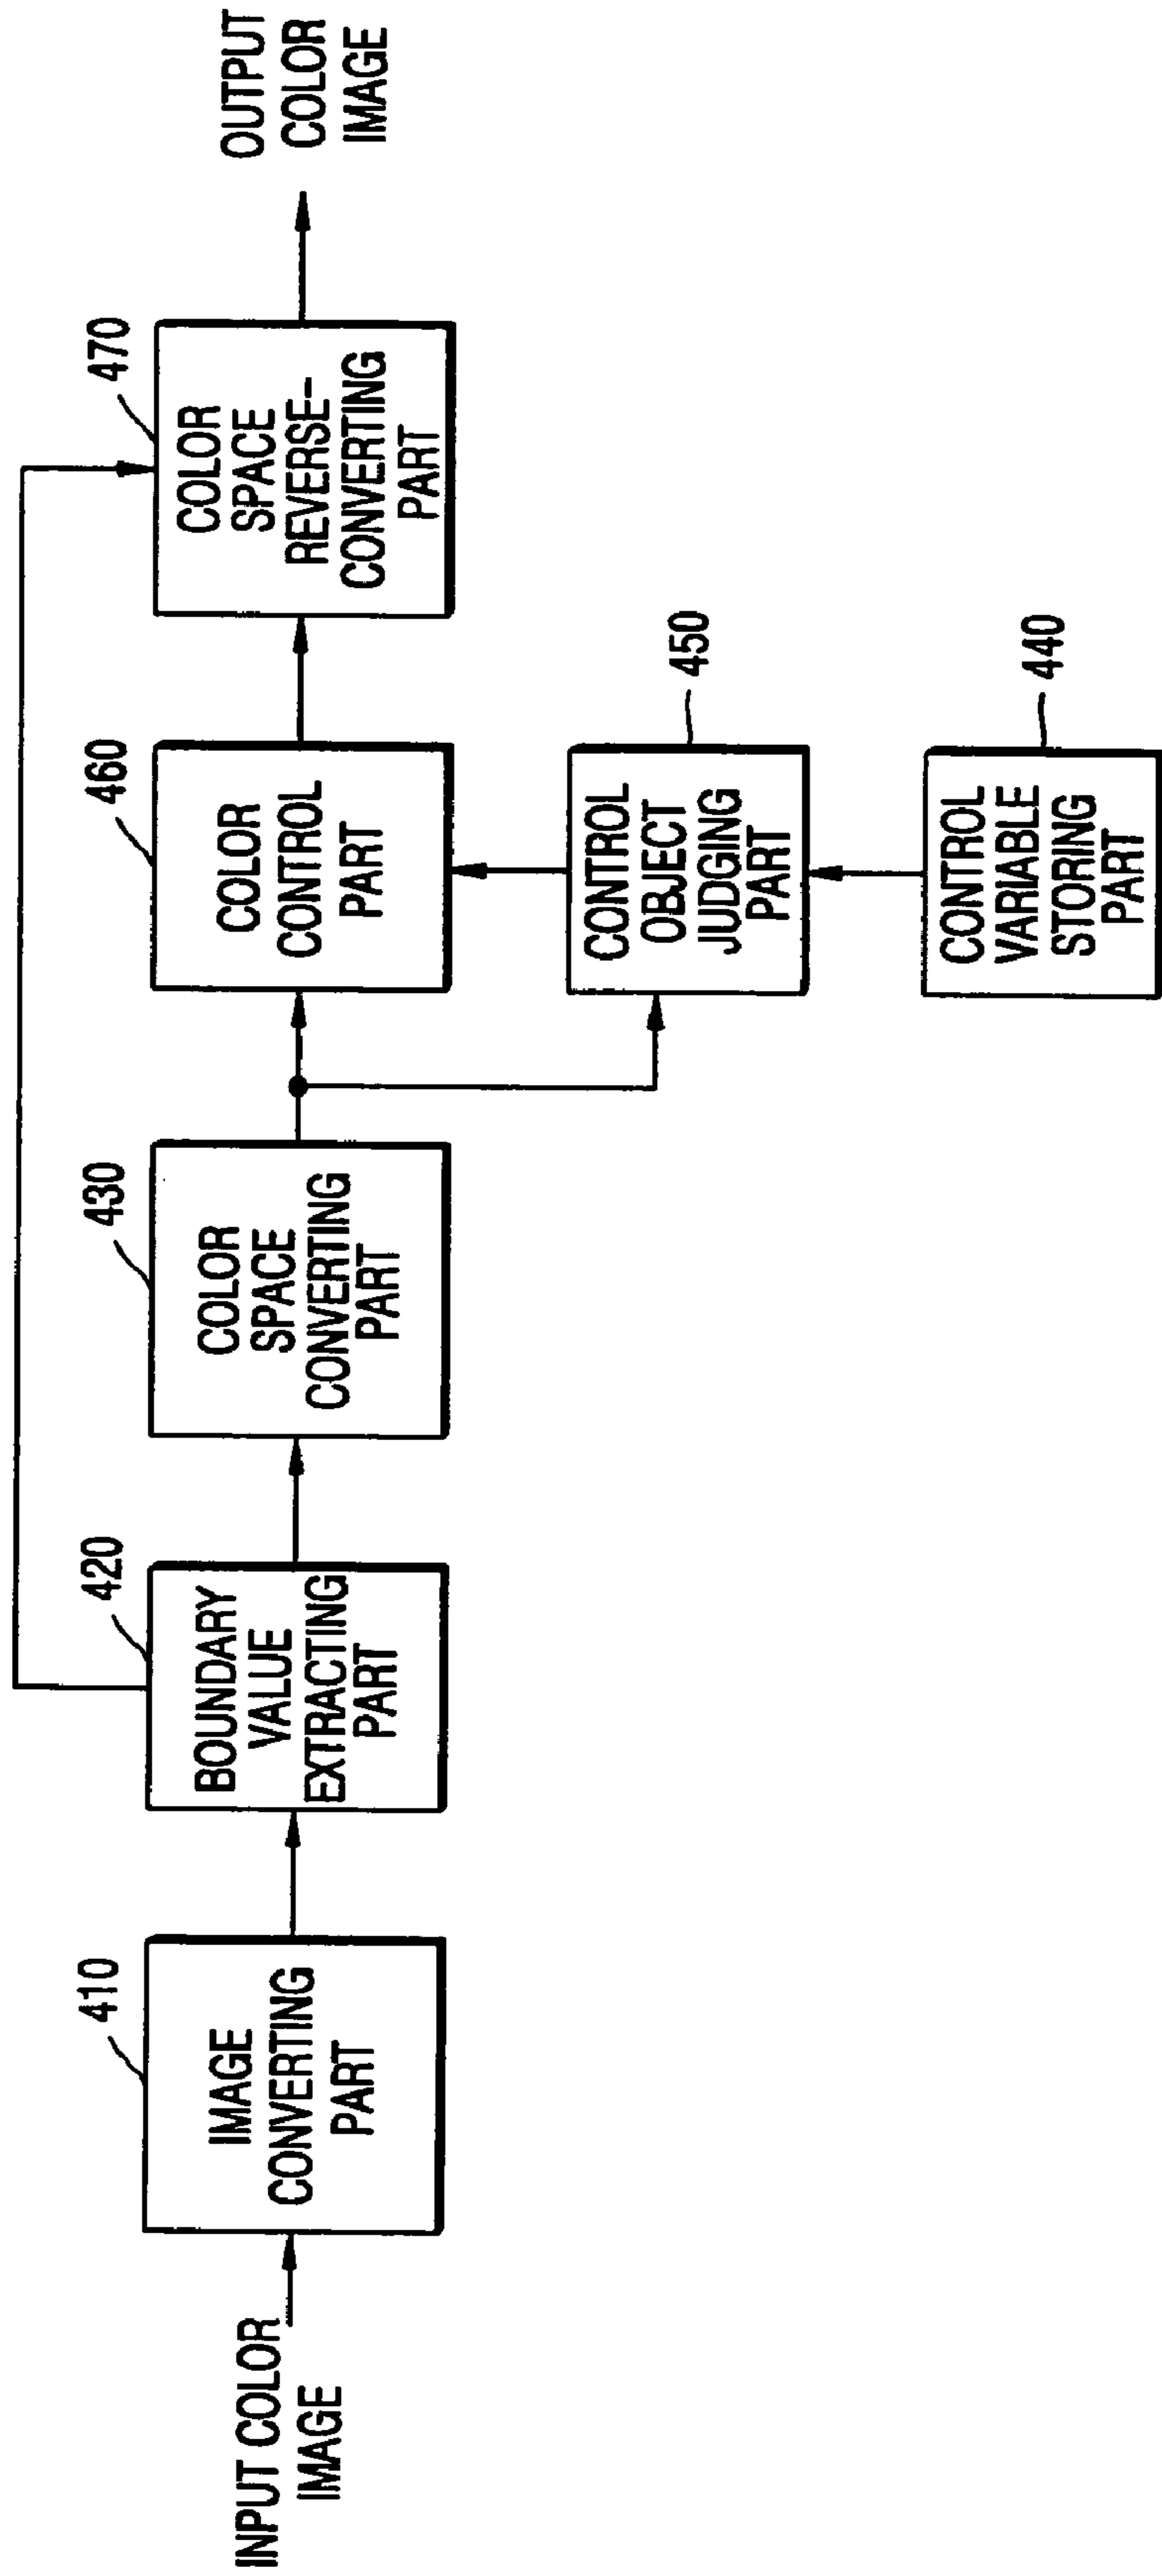 INPUT COLOR
IMAGE
410
IMAGE
CONVERTING
PART
420
BOUNDARY
VALUE
EXTRACTING
PART
430
COLOR
SPACE
CONVERTING
PART
460
COLOR
CONTROL
PART
470
COLOR
SPACE
REVERSE-
CONVERTING
PART
OUTPUT
COLOR
IMAGE
450
CONTROL
OBJECT
JUDGING
PART
440
CONTROL
VARIABLE
STORING
PART